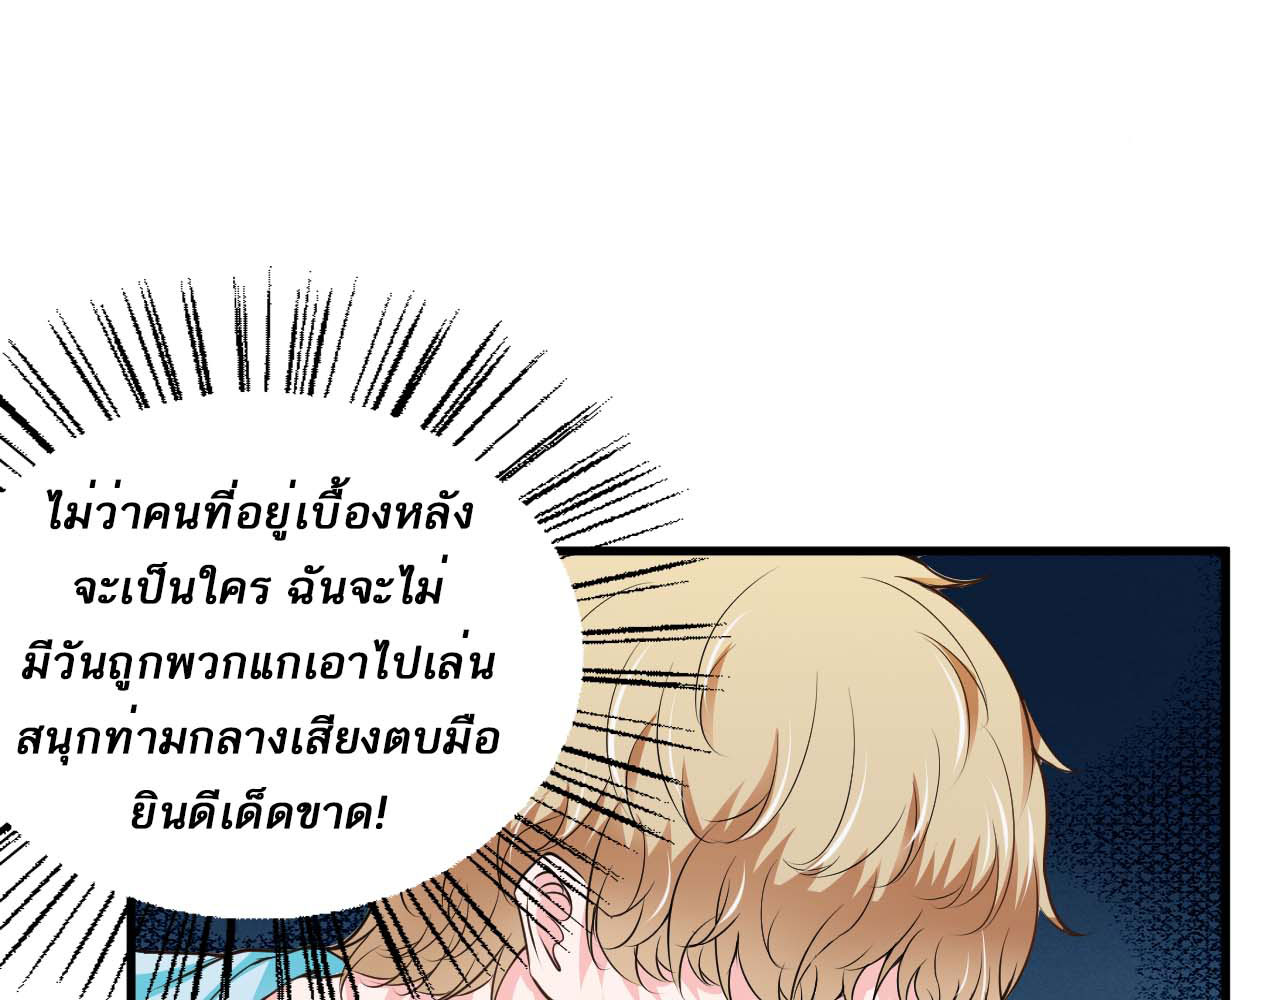 ไม่ว่าคนที่อยู่เบื้องหลัง
จะเป็นใคร ฉันจะไม่
มีวันถูกพวกแกเอาไปเล่น
สนุกท่ามกลางเสียงตบมือ
ยินดีเด็ดขาด!